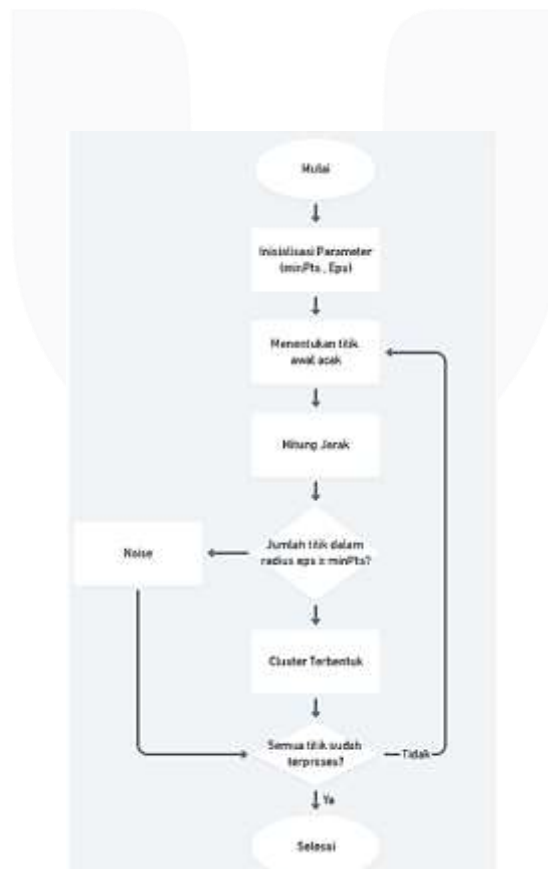 Mulai
Inisialisasi Parameter
(minPts , Eps)
Menentukan titik
awal acak
Hitung Jarak
Jumlah titik dalam
radius eps ≥ minPts?
Noise
Cluster Terbentuk
Semua titik sudah
terproses?
Tidak
Ya
Selesai